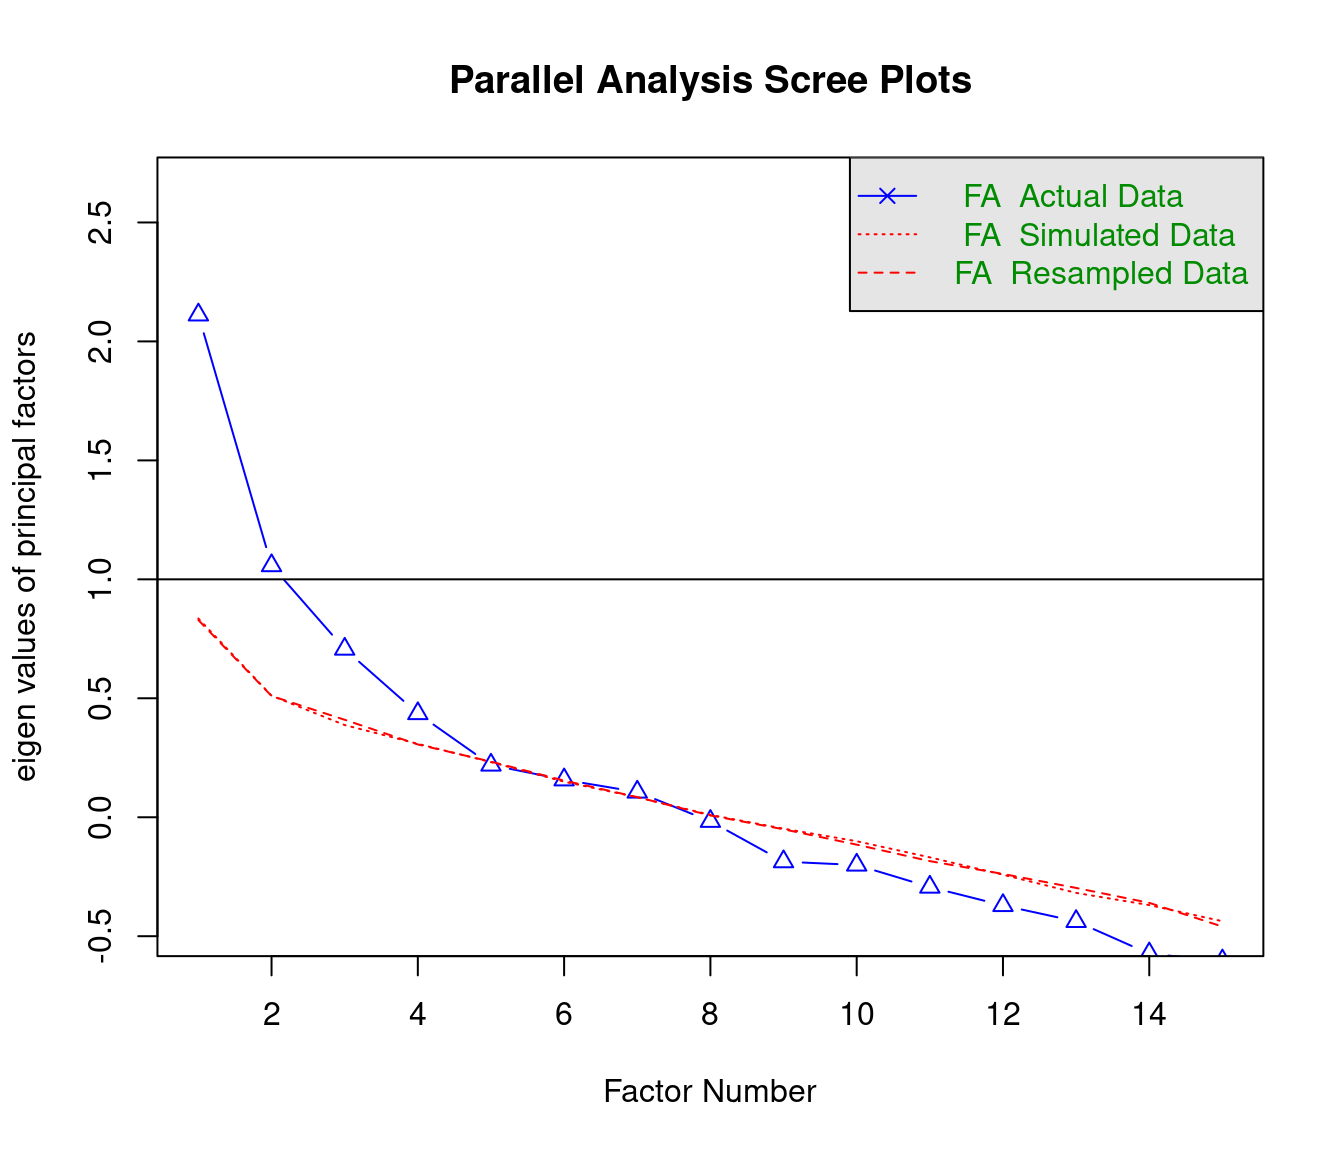 Parallel Analysis Scree Plots
FA Actual Data
FA Simulated Data
FA Resampled Data
eigen values of principal factors
2.5
2.0
1.5
1.0
0.5
0.0
-0.5
2 4 6 8 10 12 14
Factor Number